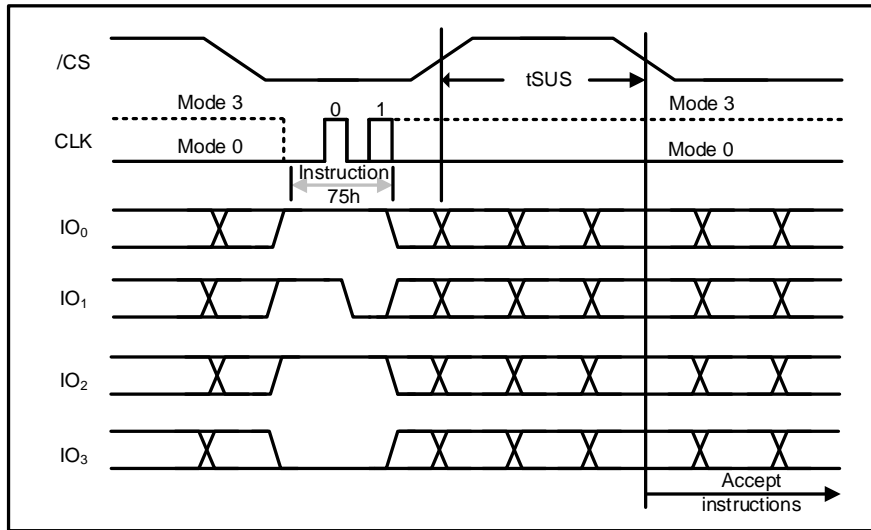 /CS
tSUS
Mode 3
0
1
Mode 3
CLK
Mode 0
Mode 0
Instruction
75h
IO₀
IO₁
IO₂
IO₃
Accept
instructions